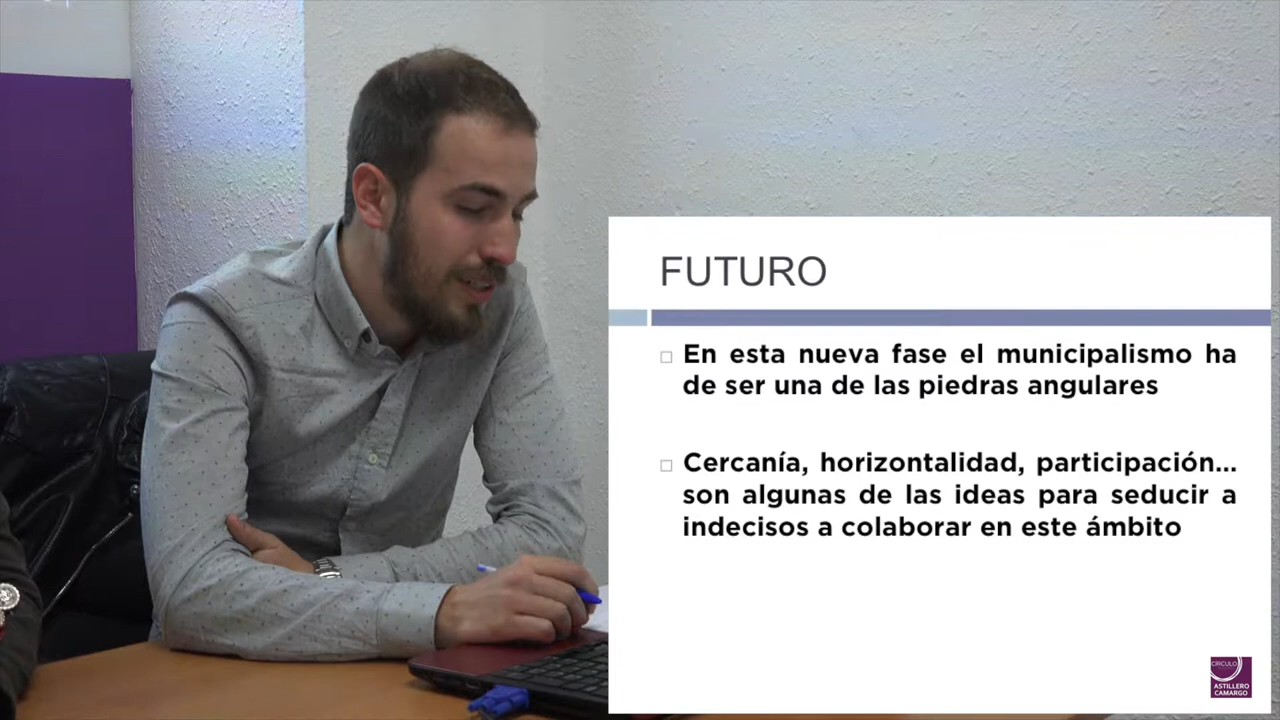 FUTURO
En esta nueva fase el municipalismo ha
de ser una de las piedras angulares
Cercanía, horizontalidad, participación...
son algunas de las ideas para seducir a
indecisos a colaborar en este ámbito
CÍRCULO
ASTILLERO
CAMARGO